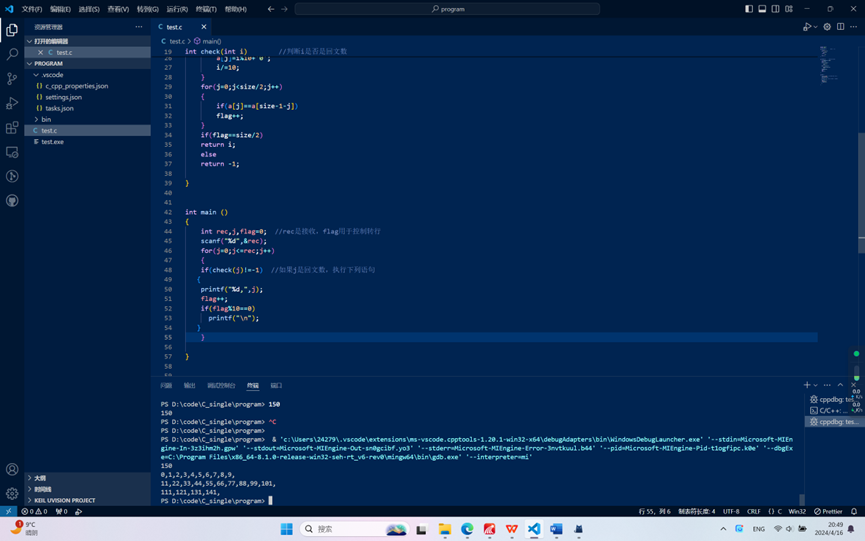 文件(F) 编辑(E) 选择(S) 查看(V) 转到(G) 运行(R) 终端(T) 帮助(H)
program
资源管理器
test.c
打开的编辑器
test.c
PROGRAM
.vscode
c_cpp_properties.json
settings.json
tasks.json
bin
test.c
test.exe
大纲
时间线
KEIL UVISION PROJECT
test.c > main()
19 int check(int i) //判断i是否是回文数
26 a[j]=i%10+'0';
27 i/=10;
28 }
29 for(j=0;j<size/2;j++)
30 {
31 if(a[j]==a[size-1-j])
32 flag++;
33 }
34 if(flag==size/2)
35 return i;
36 else
37 return -1;
38
39 }
40
41
42 int main ()
43 {
44 int rec,j,flag=0; //rec是接收，flag用于控制转行
45 scanf("%d",&rec);
46 for(j=0;j<=rec;j++)
47 {
48 if(check(j)!=-1) //如果j是回文数，执行下列语句
49 {
50 printf("%d,",j);
51 flag++;
52 if(flag%10==0)
53 printf("\n");
54 }
55 }
56
57 }
58
问题 输出 调试控制台 终端 端口
PS D:\code\C_single\program> 150
150
PS D:\code\C_single\program> ^C
PS D:\code\C_single\program>
PS D:\code\C_single\program> & 'c:\Users\24279\.vscode\extensions\ms-vscode.cpptools-1.20.1-win32-x64\debugAdapters\bin\WindowsDebugLauncher.exe' '--stdin=Microsoft-MIEn
gine-In-3z3ihm2h.gpw' '--stdout=Microsoft-MIEngine-Out-sn0gcibf.yo3' '--stderr=Microsoft-MIEngine-Error-3nvtkuul.b44' '--pid=Microsoft-MIEngine-Pid-t1ogfipc.k0e' '--dbgEx
e=C:\Program Files\x86_64-8.1.0-release-win32-seh-rt_v6-rev0\mingw64\bin\gdb.exe' '--interpreter=mi'
150
0,1,2,3,4,5,6,7,8,9,
11,22,33,44,55,66,77,88,99,101,
111,121,131,141,
PS D:\code\C_single\program>
cppdbg: tes...
C/C++: ...
cppdbg: tes...
0 0 0 行 55，列 6 制表符长度: 4 UTF-8 CRLF {} C Win32 Prettier
9°C
晴朗
搜索
ENG
20:49
2024/4/16